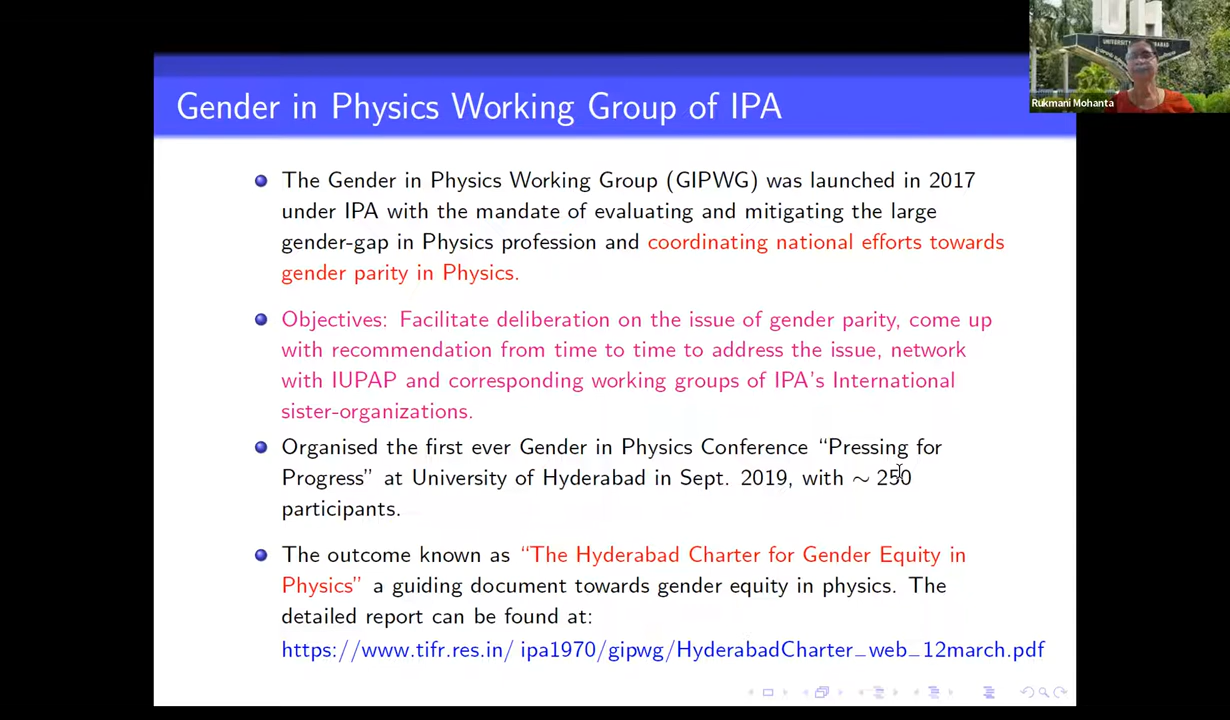 Gender in Physics Working Group of IPA
The Gender in Physics Working Group (GIPWG) was launched in 2017
under IPA with the mandate of evaluating and mitigating the large
gender-gap in Physics profession and coordinating national efforts towards
gender parity in Physics.
Objectives: Facilitate deliberation on the issue of gender parity, come up
with recommendation from time to time to address the issue, network
with IUPAP and corresponding working groups of IPA's International
sister-organizations.
Organised the first ever Gender in Physics Conference “Pressing for
Progress” at University of Hyderabad in Sept. 2019, with ∼ 250
participants.
The outcome known as “The Hyderabad Charter for Gender Equity in
Physics” a guiding document towards gender equity in physics. The
detailed report can be found at:
https://www.tifr.res.in/ ipa1970/gipwg/HyderabadCharter_web_12march.pdf
Rukmani Mohanta